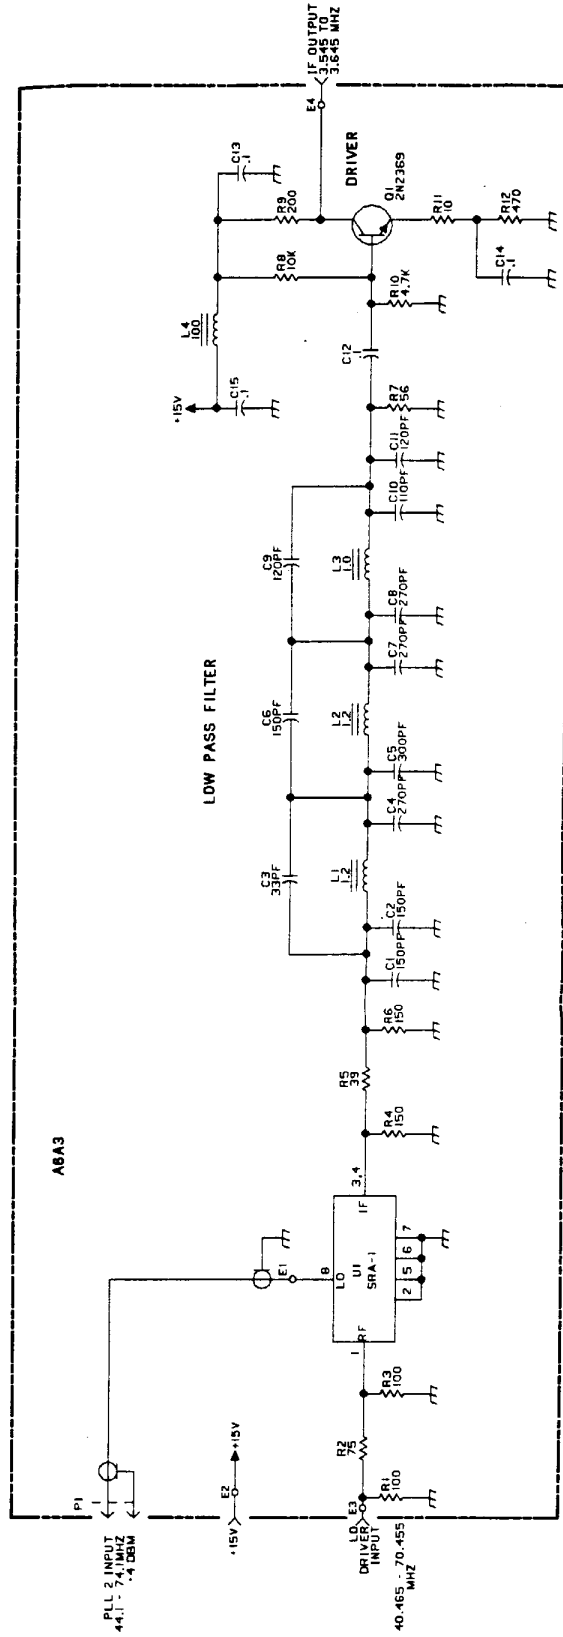 A8A3
PLL 2 INPUT
44.1 - 74.1MHZ
+4 DBM
P1
+15V
E2
+15V
LO
DRIVER
INPUT
E3
40.465 - 70.455
MHZ
R1
100
R2
75
R3
100
E1
8
LO
1
RF
U1
SRA-1
IF
3,4
2
5
6
7
R4
150
R5
39
R6
150
C1
150PF
C2
150PF
L1
1.2
C3
33PF
C4
270PF
C5
300PF
LOW PASS FILTER
L2
1.2
C6
150PF
C7
270PF
C8
270PF
L3
1.0
C9
120PF
C10
110PF
C11
120PF
R7
56
C12
.1
+15V
C15
.1
L4
100
R8
10K
R9
200
C13
.1
R10
4.7K
DRIVER
Q1
2N2369
R11
10
R12
470
C14
.1
E4
IF OUTPUT
3.545 TO
3.645 MHZ